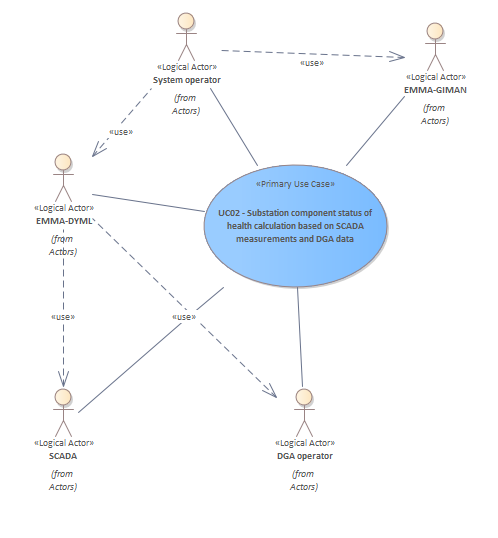 «Logical Actor»
System operator
(from
Actors)
«use»
«Logical Actor»
EMMA-GIMAN
(from
Actors)
«use»
«Logical Actor»
EMMA-DYML
(from
Actors)
«Primary Use Case»
UC02 - Substation component status of
health calculation based on SCADA
measurements and DGA data
«use»
«use»
«Logical Actor»
SCADA
(from
Actors)
«Logical Actor»
DGA operator
(from
Actors)